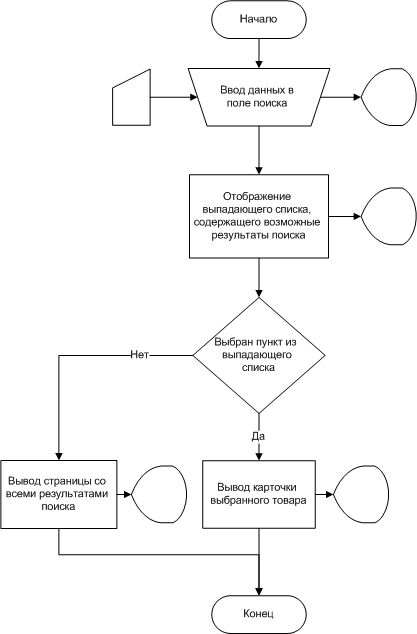 Начало
Ввод данных в
поле поиска
Отображение
выпадающего списка,
содержащего возможные
результаты поиска
Выбран пункт из
выпадающего
списка
Нет
Да
Вывод страницы со
всеми результатами
поиска
Вывод карточки
выбранного товара
Конец